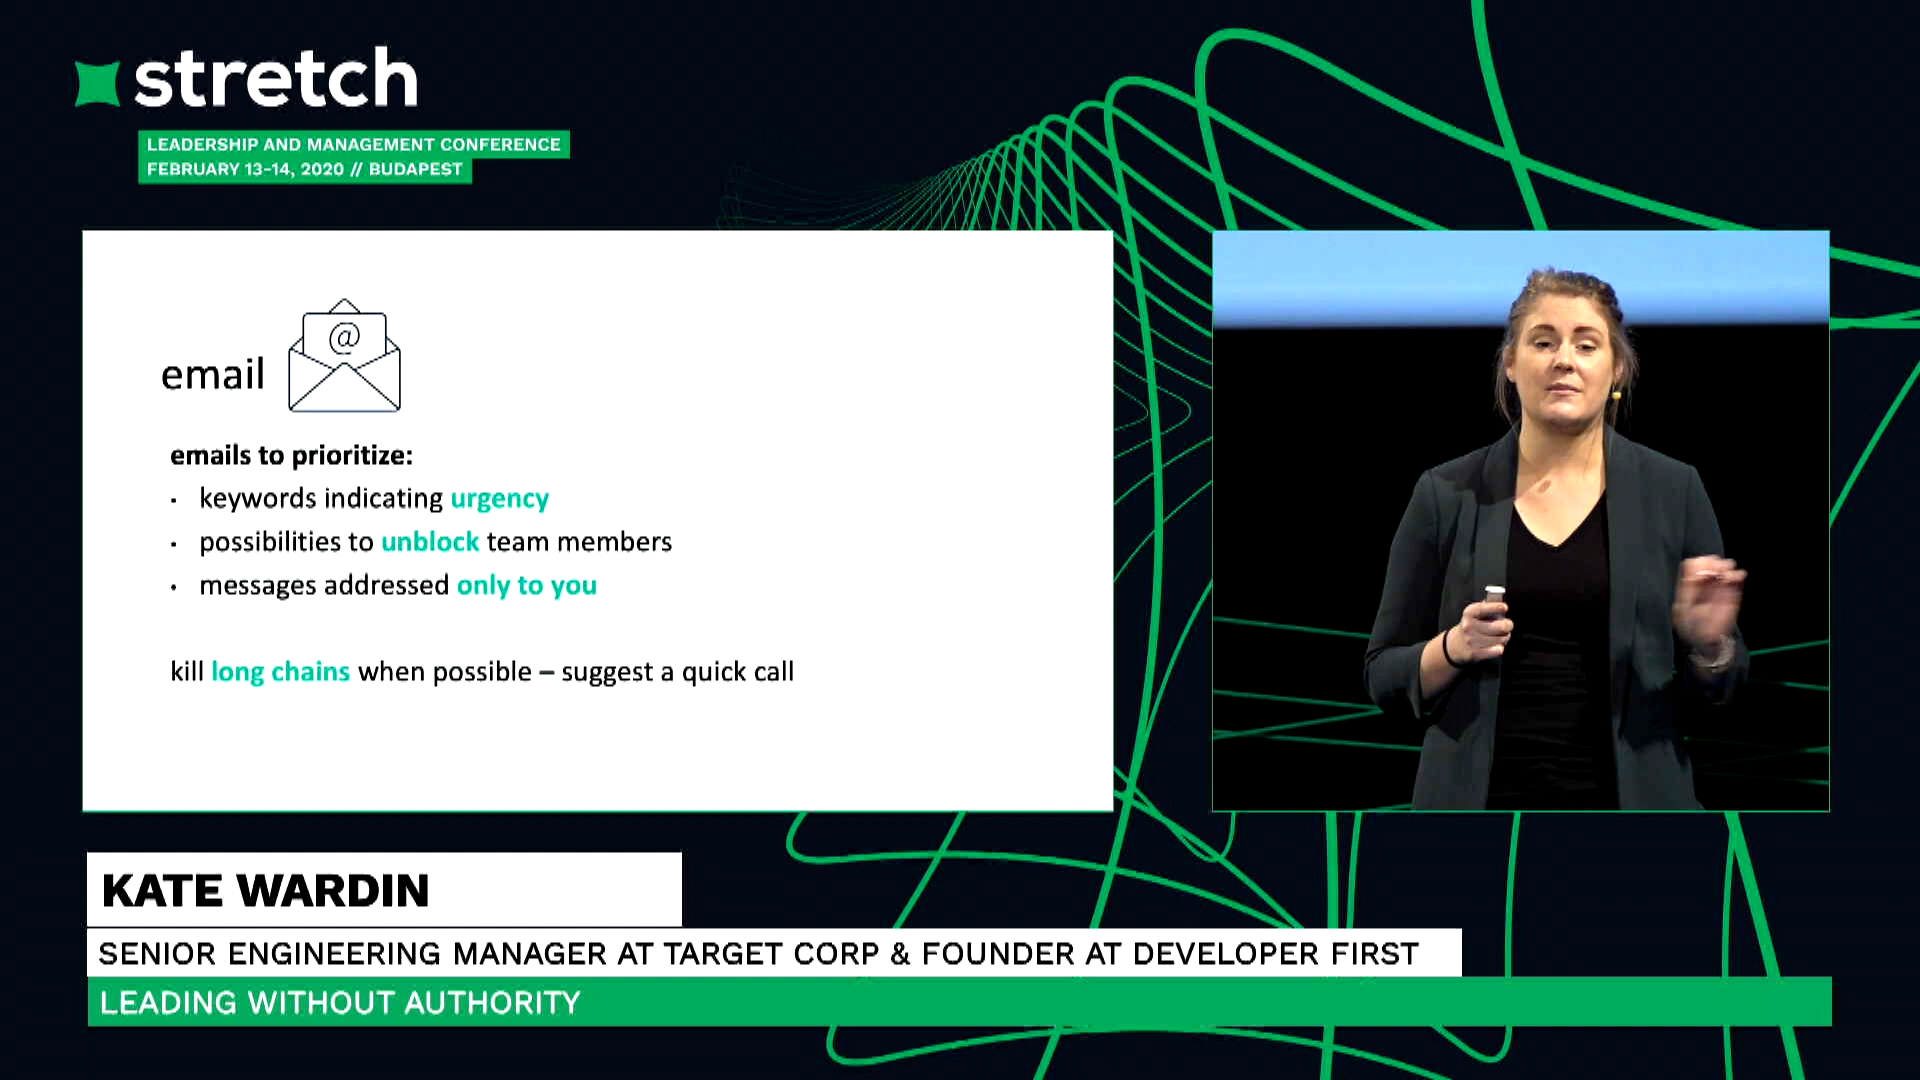 stretch
LEADERSHIP AND MANAGEMENT CONFERENCE
FEBRUARY 13-14, 2020 // BUDAPEST
@
email
emails to prioritize:
· keywords indicating urgency
· possibilities to unblock team members
· messages addressed only to you
kill long chains when possible – suggest a quick call
KATE WARDIN
SENIOR ENGINEERING MANAGER AT TARGET CORP & FOUNDER AT DEVELOPER FIRST
LEADING WITHOUT AUTHORITY